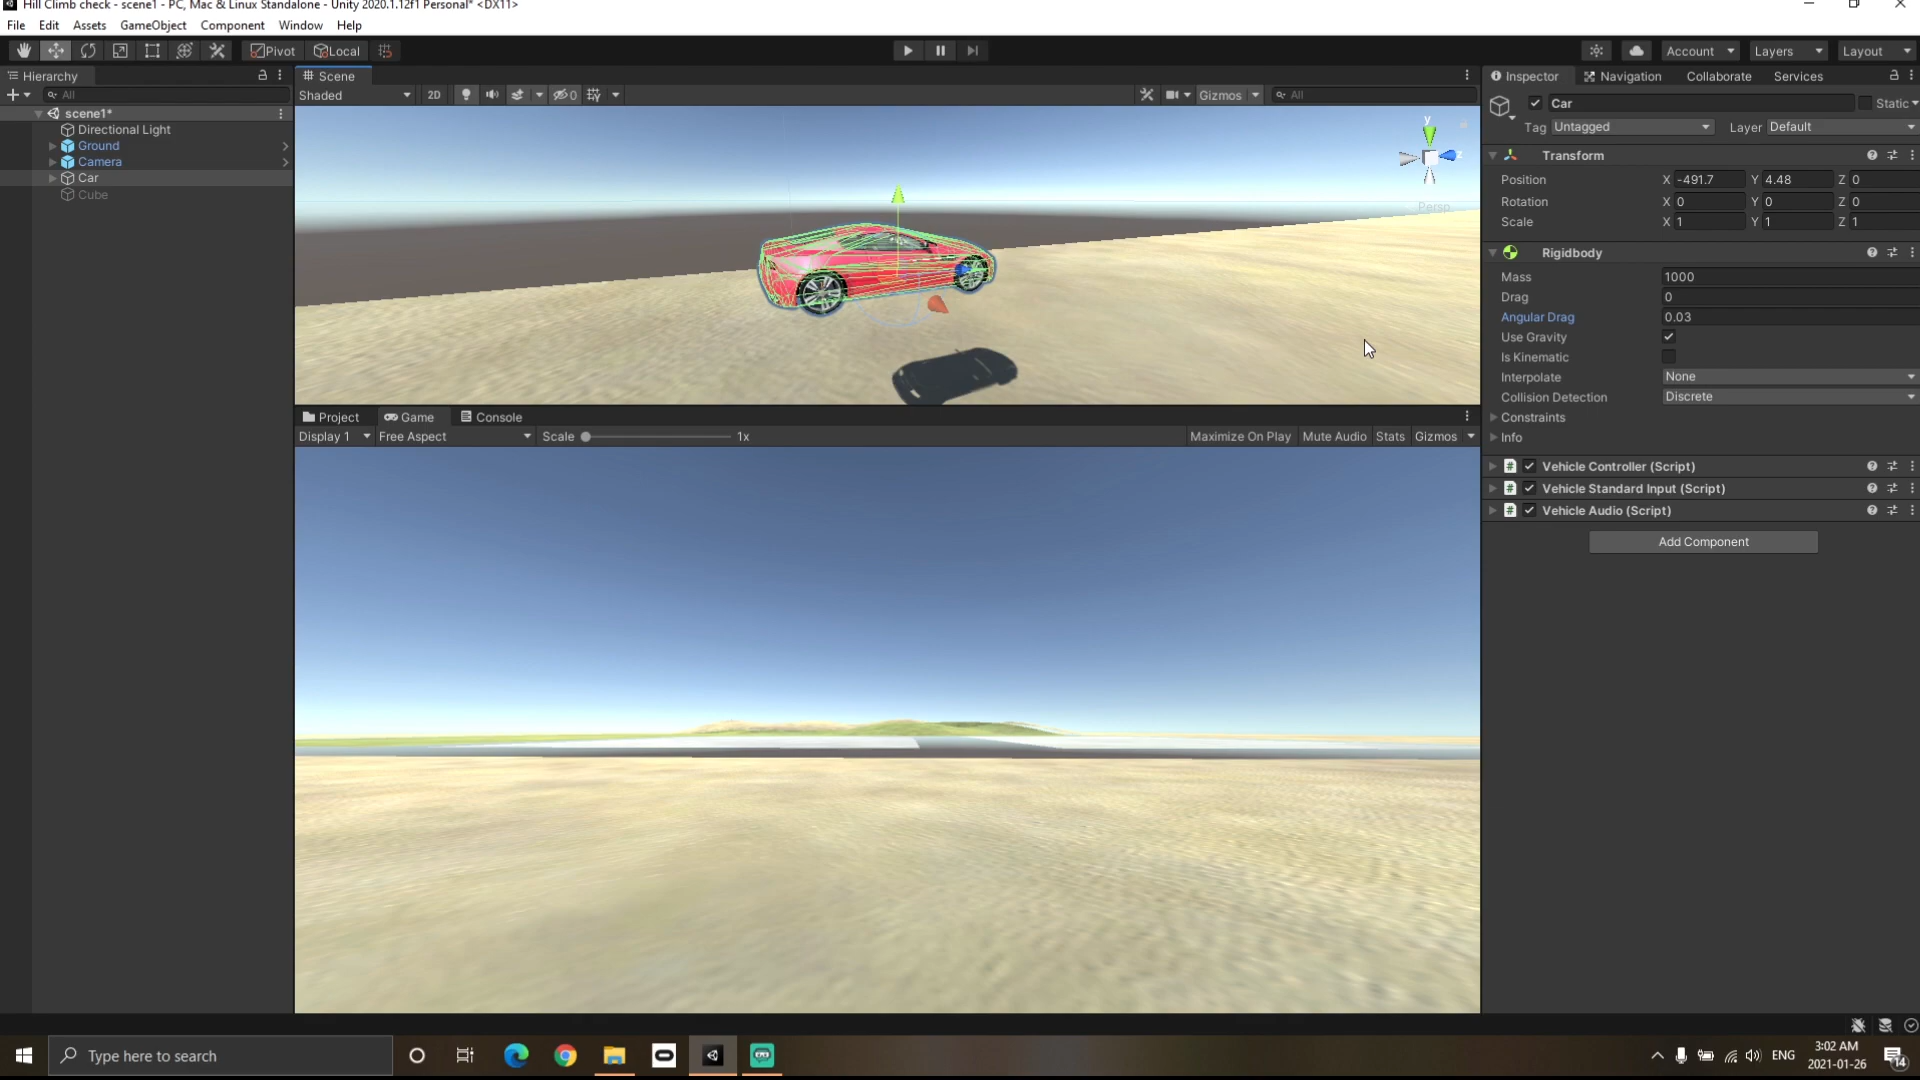 Hill Climb check - scene1 - PC, Mac & Linux Standalone - Unity 2020.1.12f1 Personal* <DX11>
File Edit Assets GameObject Component Window Help
Pivot Local Account Layers Layout
Hierarchy Scene Inspector Navigation Collaborate Services
All Shaded 2D 0 Gizmos All Car Static
scene1*
Tag Untagged Layer Default
Directional Light
Ground
Camera
Car
Cube
y
z
Persp
Transform
Position X -491.7 Y 4.48 Z 0
Rotation X 0 Y 0 Z 0
Scale X 1 Y 1 Z 1
Rigidbody
Mass 1000
Drag 0
Angular Drag 0.03
Use Gravity
Is Kinematic
Interpolate None
Collision Detection Discrete
Constraints
Info
Project Game Console
Display 1 Free Aspect Scale 1x Maximize On Play Mute Audio Stats Gizmos
Vehicle Controller (Script)
Vehicle Standard Input (Script)
Vehicle Audio (Script)
Add Component
Type here to search
ENG
3:02 AM
2021-01-26
14